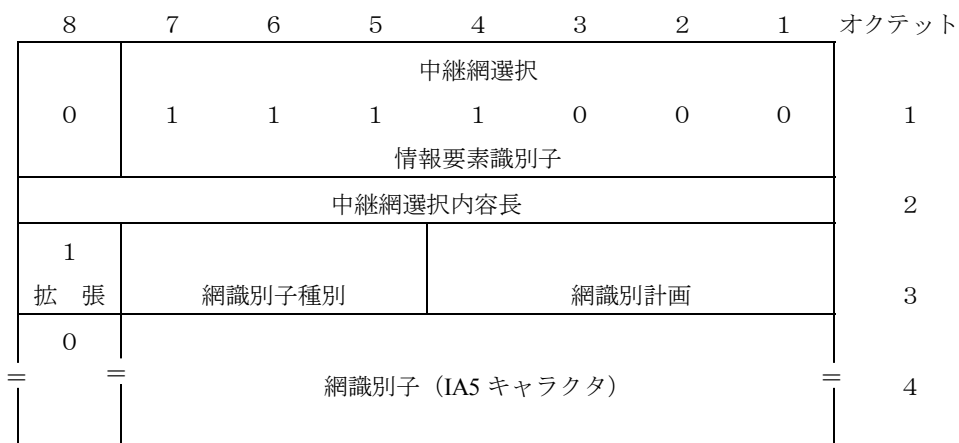 ８ ７ ６ ５ ４ ３ ２ １ オクテット
中継網選択
０ １ １ １ １ ０ ０ ０ １
情報要素識別子
中継網選択内容長 ２
１
拡 張 網識別子種別 網識別計画 ３
０
網識別子（IA5 キャラクタ） ４